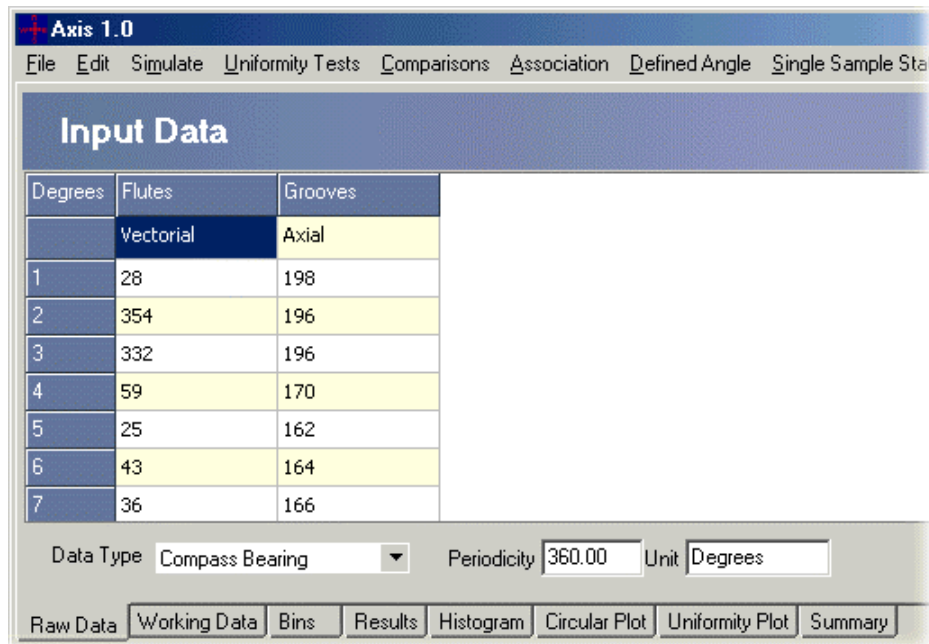 Axis 1.0
File Edit Simulate Uniformity Tests Comparisons Association Defined Angle Single Sample Sta
Input Data
Degrees Flutes Grooves
Vectorial Axial
1 28 198
2 354 196
3 332 196
4 59 170
5 25 162
6 43 164
7 36 166
Data Type Compass Bearing Periodicity 360.00 Unit Degrees
Raw Data Working Data Bins Results Histogram Circular Plot Uniformity Plot Summary